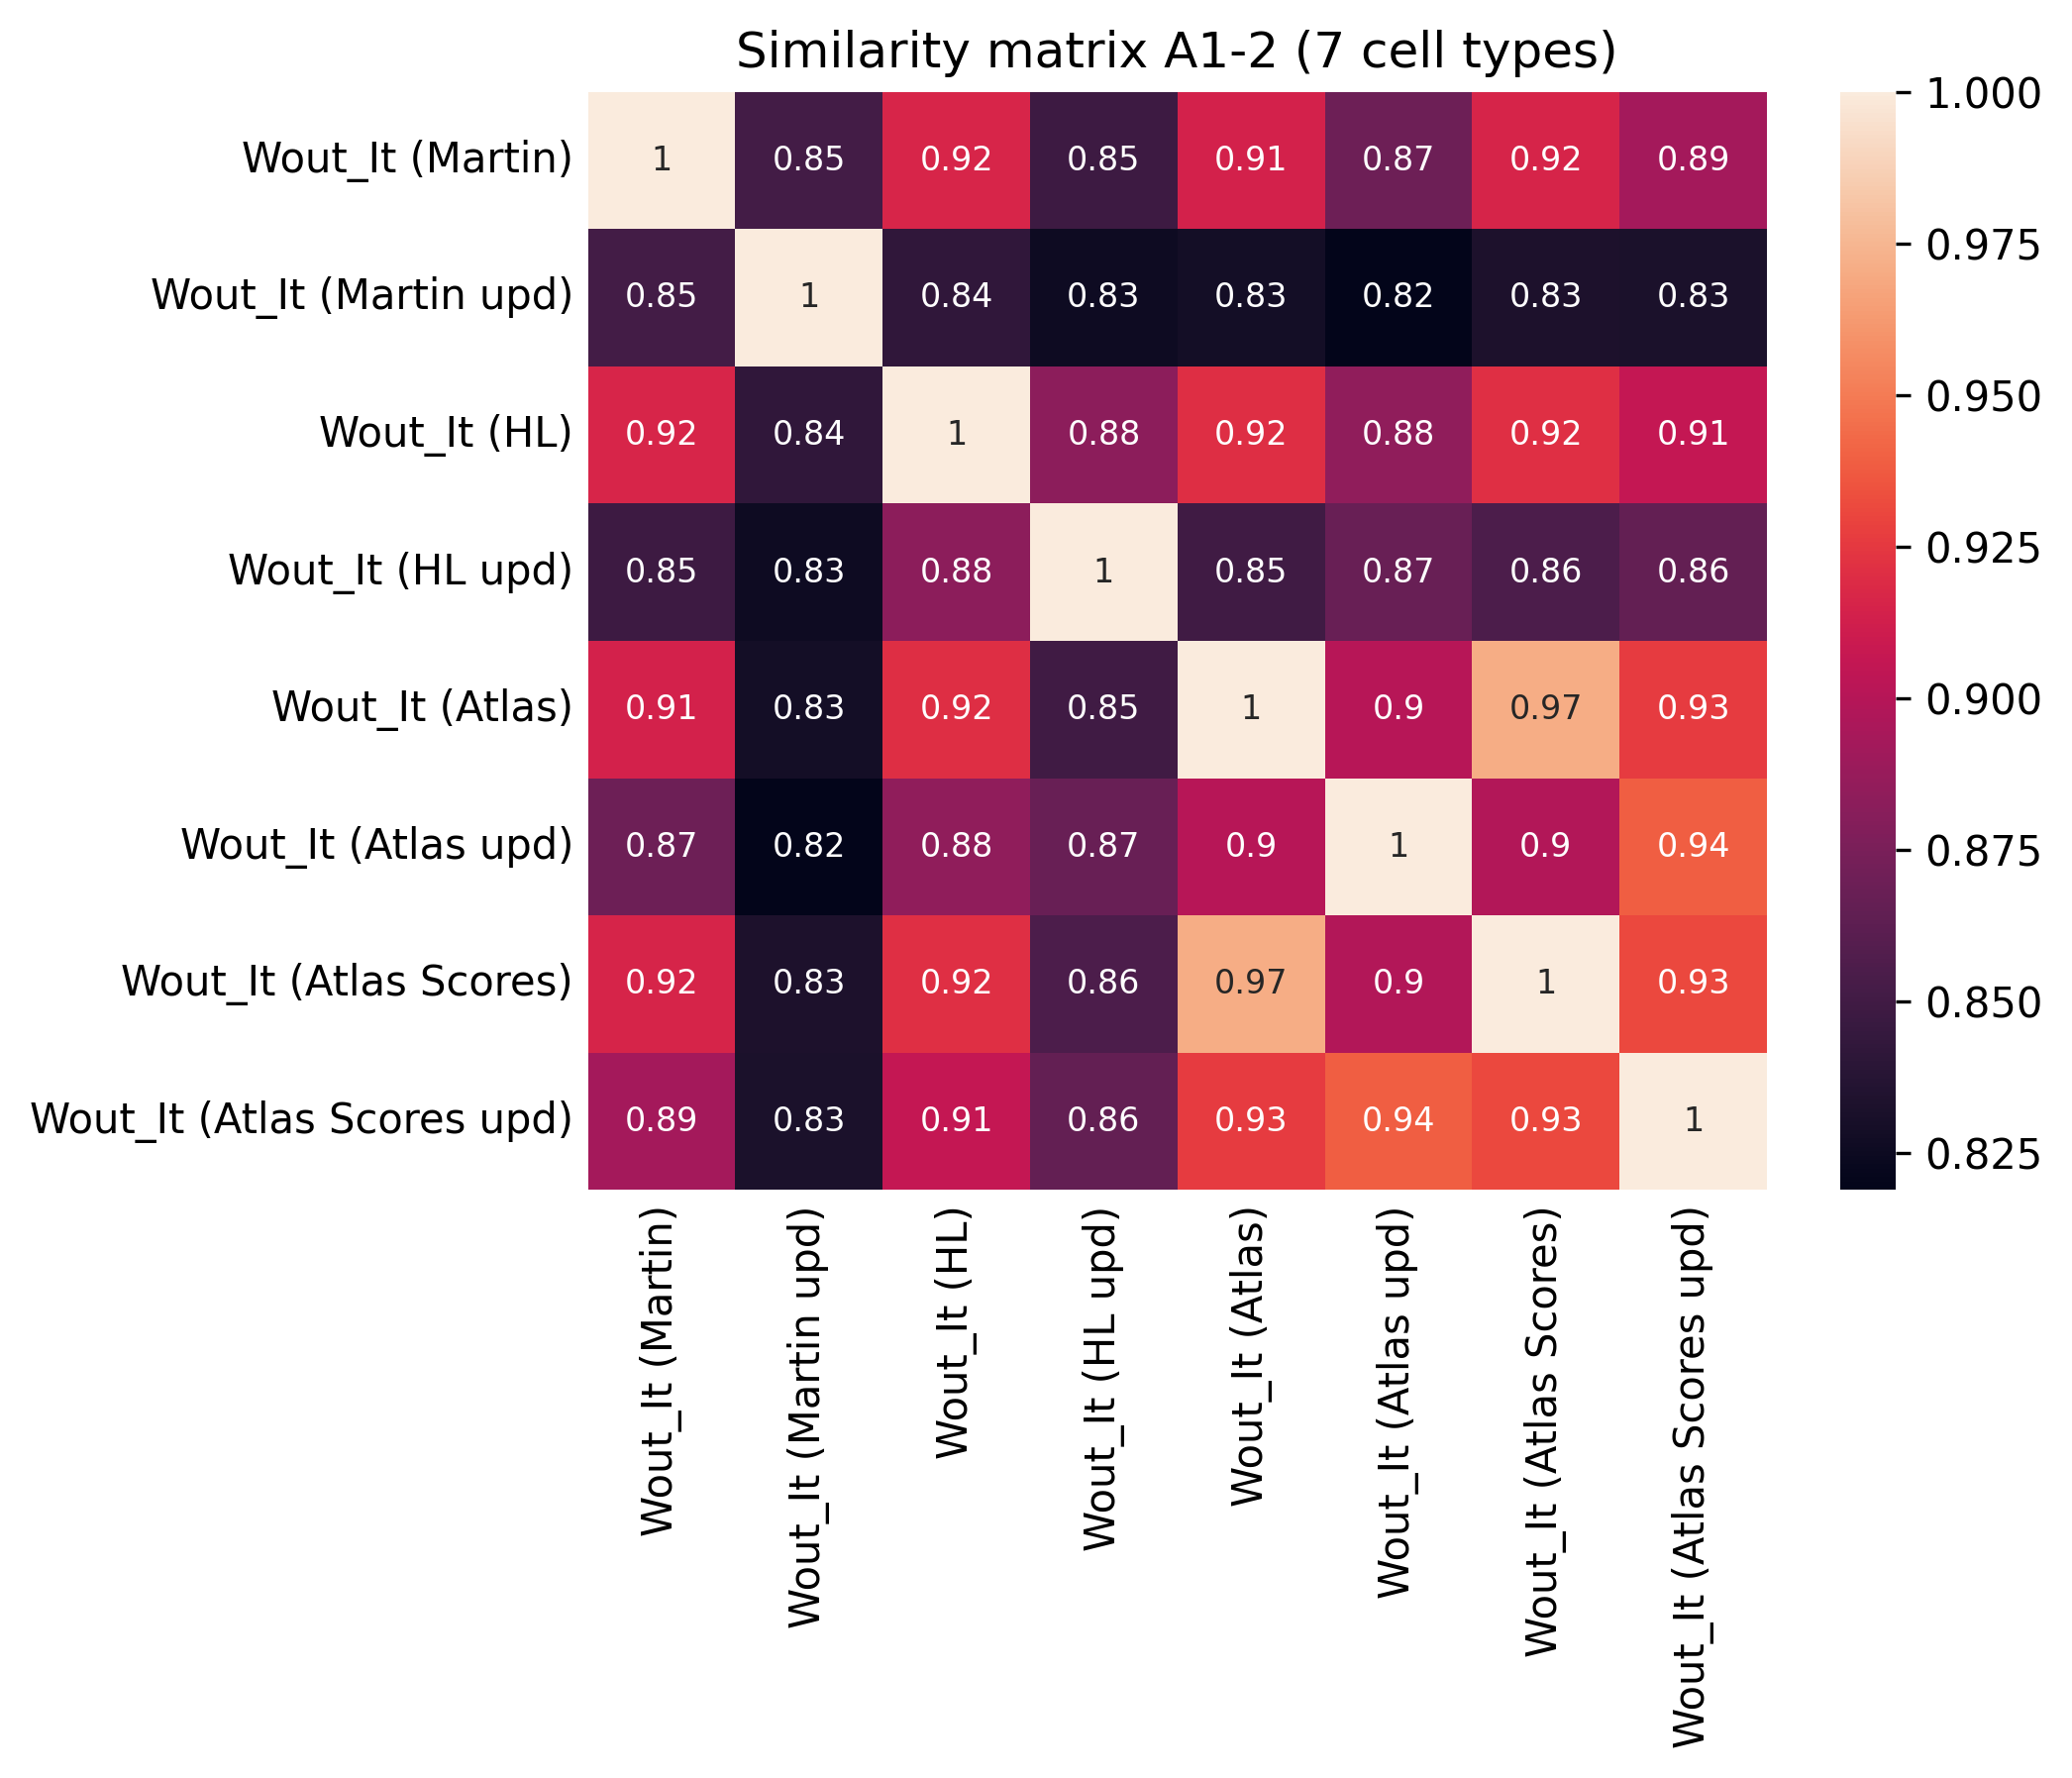 Similarity matrix A1-2 (7 cell types)
Wout_It (Martin) 1 0.85 0.92 0.85 0.91 0.87 0.92 0.89
Wout_It (Martin upd) 0.85 1 0.84 0.83 0.83 0.82 0.83 0.83
Wout_It (HL) 0.92 0.84 1 0.88 0.92 0.88 0.92 0.91
Wout_It (HL upd) 0.85 0.83 0.88 1 0.85 0.87 0.86 0.86
Wout_It (Atlas) 0.91 0.83 0.92 0.85 1 0.9 0.97 0.93
Wout_It (Atlas upd) 0.87 0.82 0.88 0.87 0.9 1 0.9 0.94
Wout_It (Atlas Scores) 0.92 0.83 0.92 0.86 0.97 0.9 1 0.93
Wout_It (Atlas Scores upd) 0.89 0.83 0.91 0.86 0.93 0.94 0.93 1
Wout_It (Martin)
Wout_It (Martin upd)
Wout_It (HL)
Wout_It (HL upd)
Wout_It (Atlas)
Wout_It (Atlas upd)
Wout_It (Atlas Scores)
Wout_It (Atlas Scores upd)
1.000
0.975
0.950
0.925
0.900
0.875
0.850
0.825